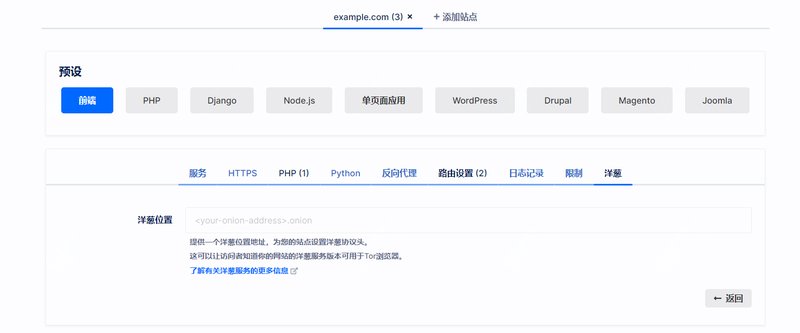 example.com (3) ×
+ 添加站点
预设
前端
PHP
Django
Node.js
单页面应用
WordPress
Drupal
Magento
Joomla
服务
HTTPS
PHP (1)
Python
反向代理
路由设置 (2)
日志记录
限制
洋葱
洋葱位置
<your-onion-address>.onion
提供一个洋葱位置地址，为您的站点设置洋葱协议头。
这可以让访问者知道你的网站的洋葱服务版本可用于Tor浏览器。
了解有关洋葱服务的更多信息
← 返回